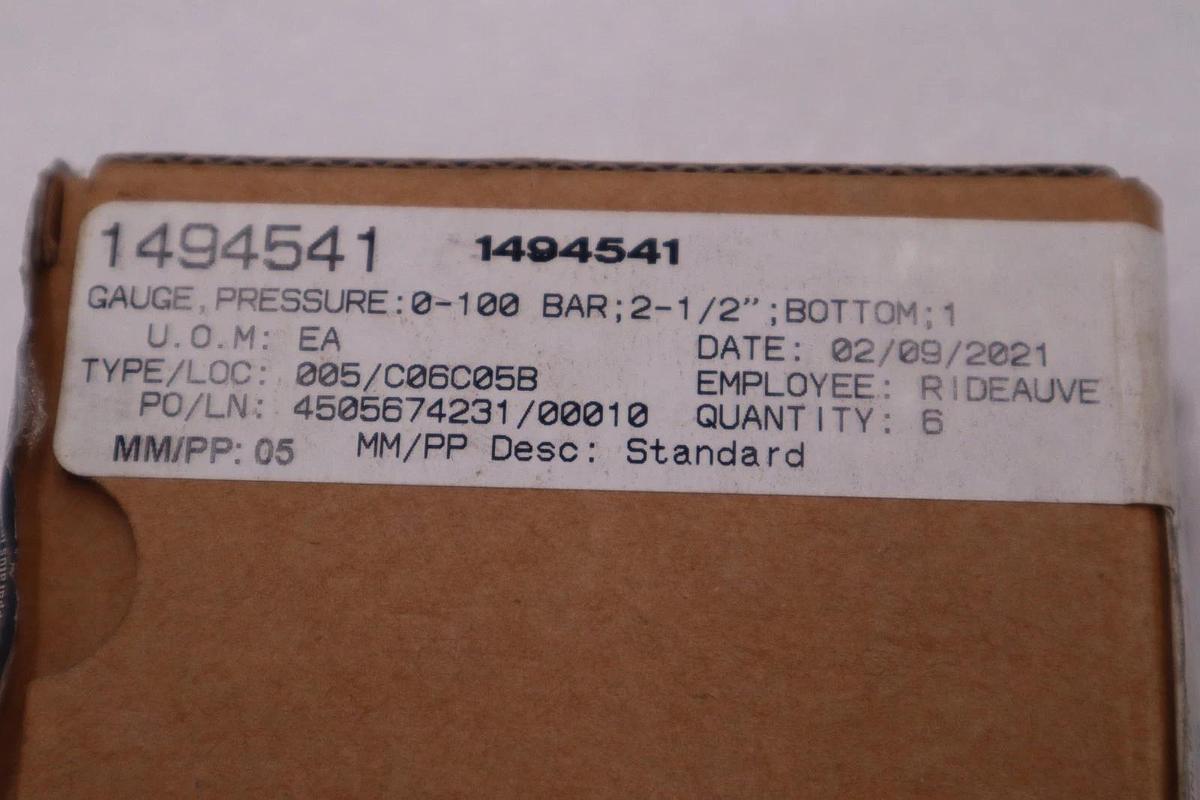 1494541 1494541
GAUGE,PRESSURE:0-100 BAR;2-1/2";BOTTOM;1
U.O.M: EA DATE: 02/09/2021
TYPE/LOC: 005/C06C05B EMPLOYEE: RIDEAUVE
PO/LN: 4505674231/00010 QUANTITY: 6
MM/PP: 05 MM/PP Desc: Standard